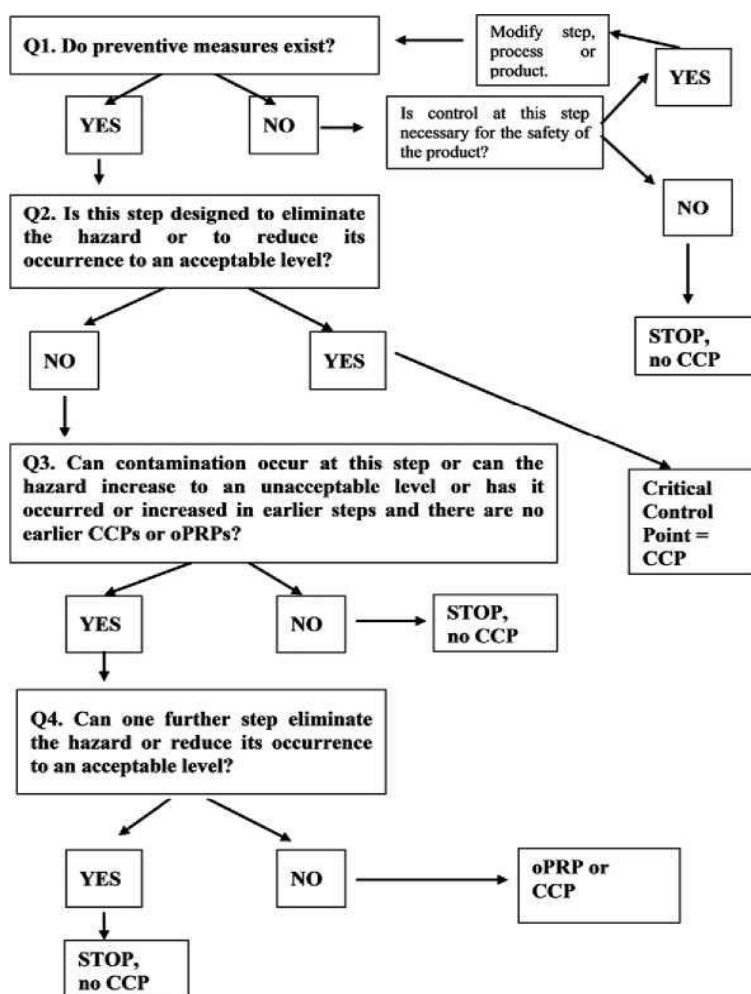 Q1. Do preventive measures exist?
Modify step,
process or
product.
YES
YES
NO
Is control at this step
necessary for the safety of
the product?
NO
Q2. Is this step designed to eliminate
the hazard or to reduce its
occurrence to an acceptable level?
STOP,
no CCP
NO
YES
Q3. Can contamination occur at this step or can the
hazard increase to an unacceptable level or has it
occurred or increased in earlier steps and there are no
earlier CCPs or oPRPs?
Critical
Control
Point =
CCP
YES
NO
STOP,
no CCP
Q4. Can one further step eliminate
the hazard or reduce its occurrence
to an acceptable level?
YES
NO
oPRP or
CCP
STOP,
no CCP